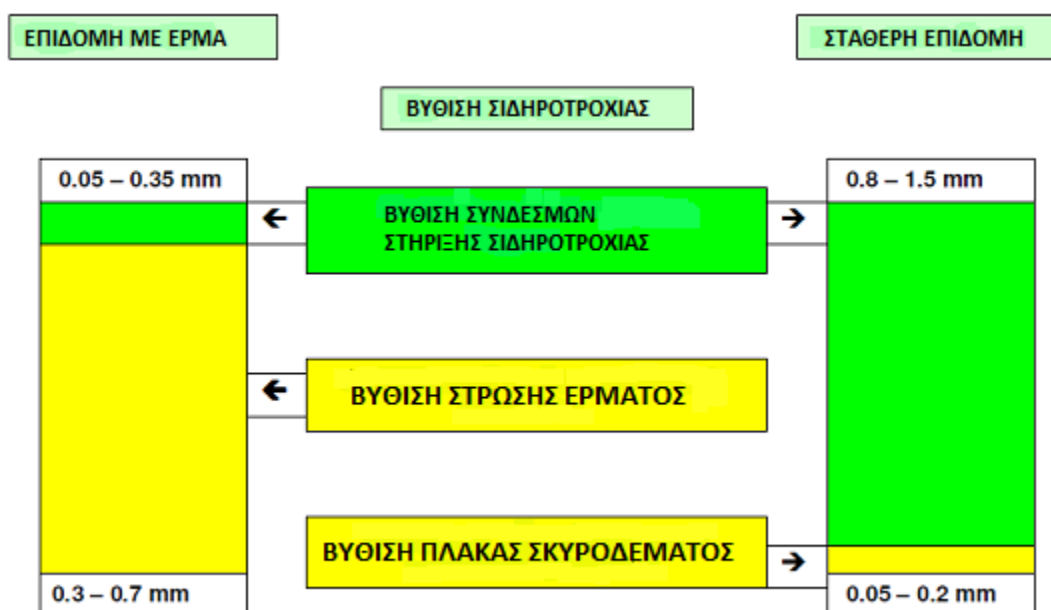 ΕΠΙΔΟΜΗ ΜΕ ΕΡΜΑ
ΣΤΑΘΕΡΗ ΕΠΙΔΟΜΗ
ΒΥΘΙΣΗ ΣΙΔΗΡΟΤΡΟΧΙΑΣ
0.05 – 0.35 mm
0.8 – 1.5 mm
ΒΥΘΙΣΗ ΣΥΝΔΕΣΜΩΝ
ΣΤΗΡΙΞΗΣ ΣΙΔΗΡΟΤΡΟΧΙΑΣ
ΒΥΘΙΣΗ ΣΤΡΩΣΗΣ ΕΡΜΑΤΟΣ
ΒΥΘΙΣΗ ΠΛΑΚΑΣ ΣΚΥΡΟΔΕΜΑΤΟΣ
0.3 – 0.7 mm
0.05 – 0.2 mm